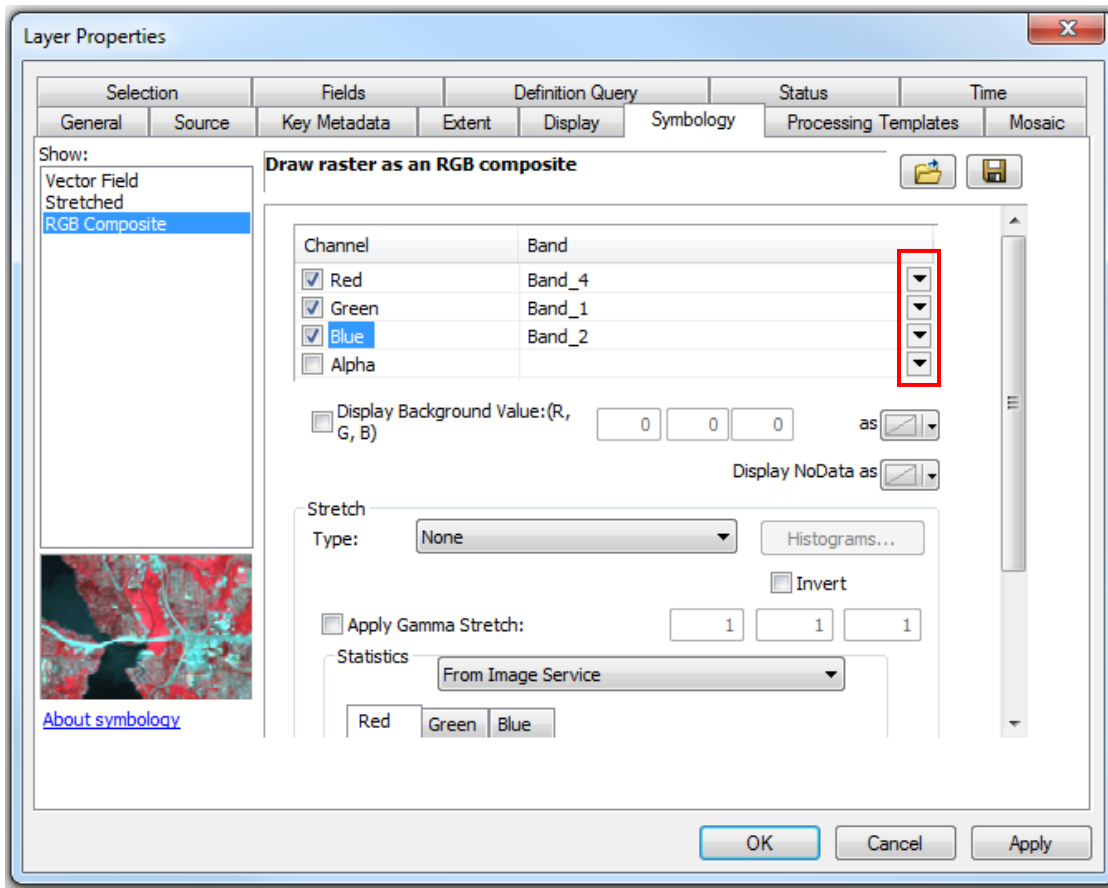 Layer Properties
x
Selection Fields Definition Query Status Time
General Source Key Metadata Extent Display Symbology Processing Templates Mosaic
Show:
Vector Field
Stretched
RGB Composite
About symbology
Draw raster as an RGB composite
Channel Band
Red Band_4
Green Band_1
Blue Band_2
Alpha
Display Background Value:(R,
G, B) 0 0 0 as
Display NoData as
Stretch
Type: None Histograms...
Invert
Apply Gamma Stretch: 1 1 1
Statistics
From Image Service
Red Green Blue
OK Cancel Apply